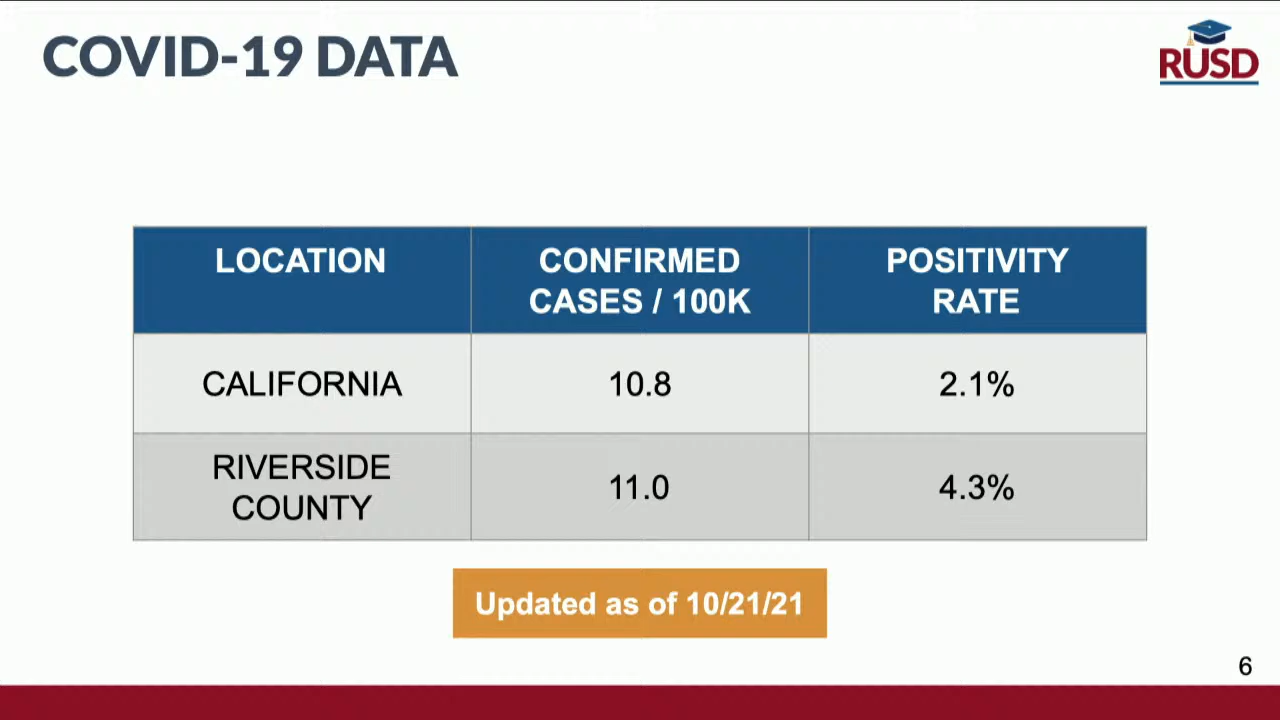 COVID-19 DATA
RUSD
LOCATION
CONFIRMED
CASES / 100K
POSITIVITY
RATE
CALIFORNIA
10.8
2.1%
RIVERSIDE
COUNTY
11.0
4.3%
Updated as of 10/21/21
6